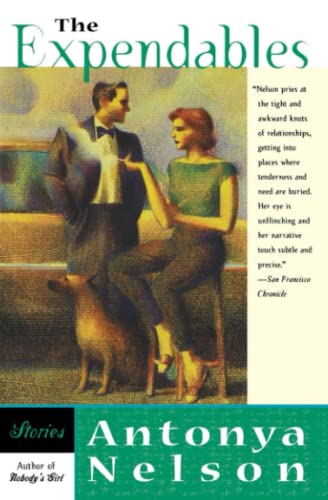 The
Expendables
“Nelson pries at
the tight and
awkward knots
of relationships,
getting into
places where
tenderness and
need are buried.
Her eye is
unflinching and
her narrative
touch subtle and
precise.”
—San Francisco
Chronicle
Stories
Author of
Nobody's Girl
Antonya
Nelson